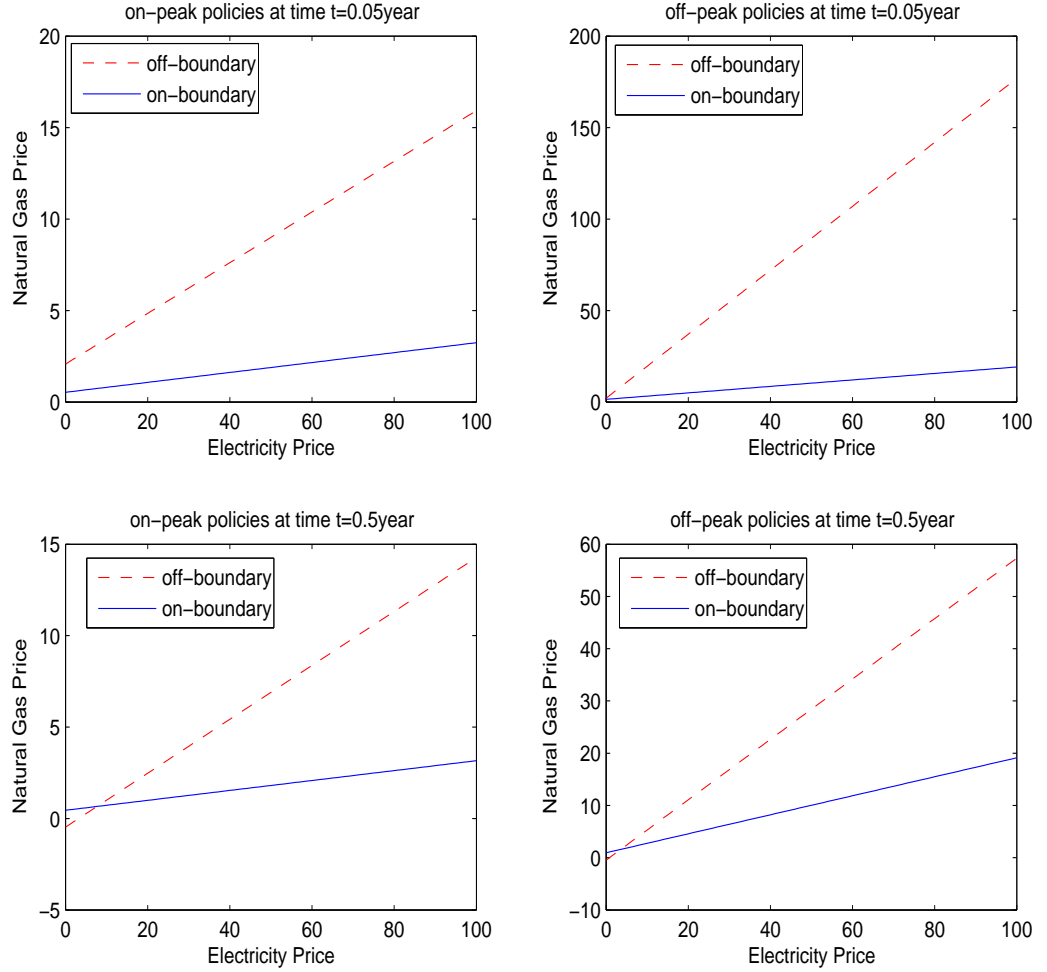 on-peak policies at time t=0.05year
20
15
10
5
0
0 20 40 60 80 100
Natural Gas Price
Electricity Price
off-boundary
on-boundary
off-peak policies at time t=0.05year
200
150
100
50
0
0 20 40 60 80 100
Natural Gas Price
Electricity Price
off-boundary
on-boundary
on-peak policies at time t=0.5year
15
10
5
0
-5
0 20 40 60 80 100
Natural Gas Price
Electricity Price
off-boundary
on-boundary
off-peak policies at time t=0.5year
60
50
40
30
20
10
0
-10
0 20 40 60 80 100
Natural Gas Price
Electricity Price
off-boundary
on-boundary